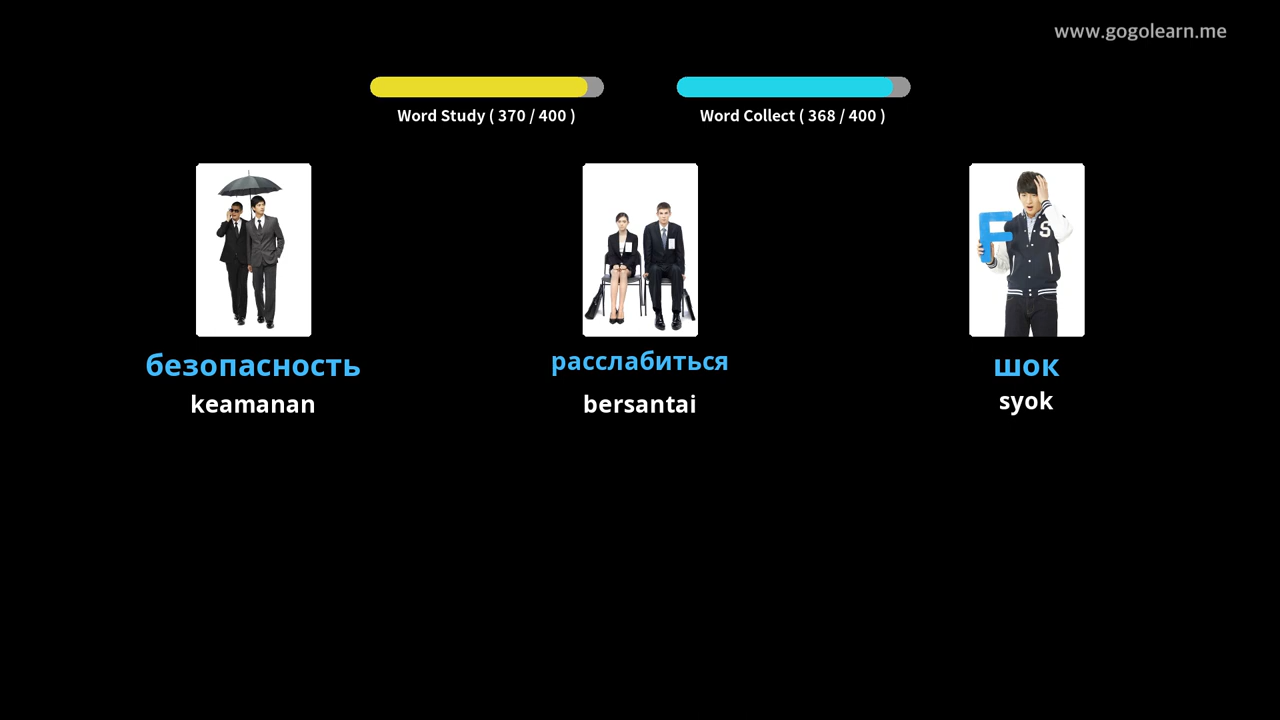 www.gogolearn.me
Word Study ( 370 / 400 )
Word Collect ( 368 / 400 )
безопасность
keamanan
расслабиться
bersantai
F
S
шок
syok